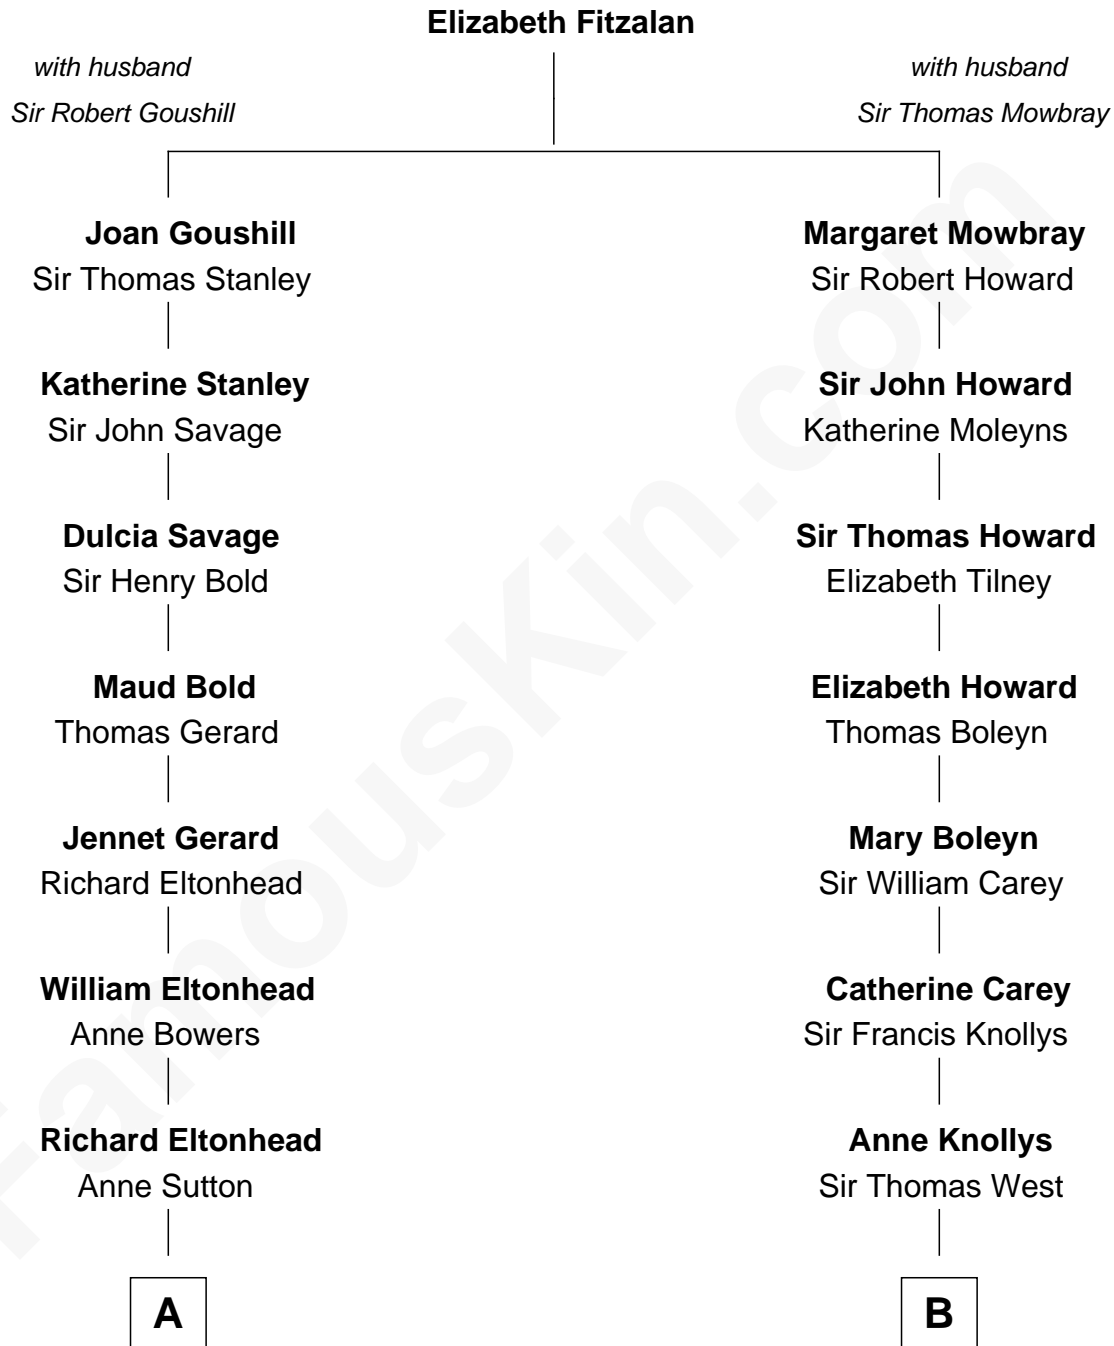 Elizabeth Fitzalan
with husband
Sir Robert Goushill
with husband
Sir Thomas Mowbray
Joan Goushill
Sir Thomas Stanley
Margaret Mowbray
Sir Robert Howard
Katherine Stanley
Sir John Savage
Sir John Howard
Katherine Moleyns
Dulcia Savage
Sir Henry Bold
Sir Thomas Howard
Elizabeth Tilney
Maud Bold
Thomas Gerard
Elizabeth Howard
Thomas Boleyn
Jennet Gerard
Richard Eltonhead
Mary Boleyn
Sir William Carey
William Eltonhead
Anne Bowers
Catherine Carey
Sir Francis Knollys
Richard Eltonhead
Anne Sutton
Anne Knollys
Sir Thomas West
A
B
FamousKin.com